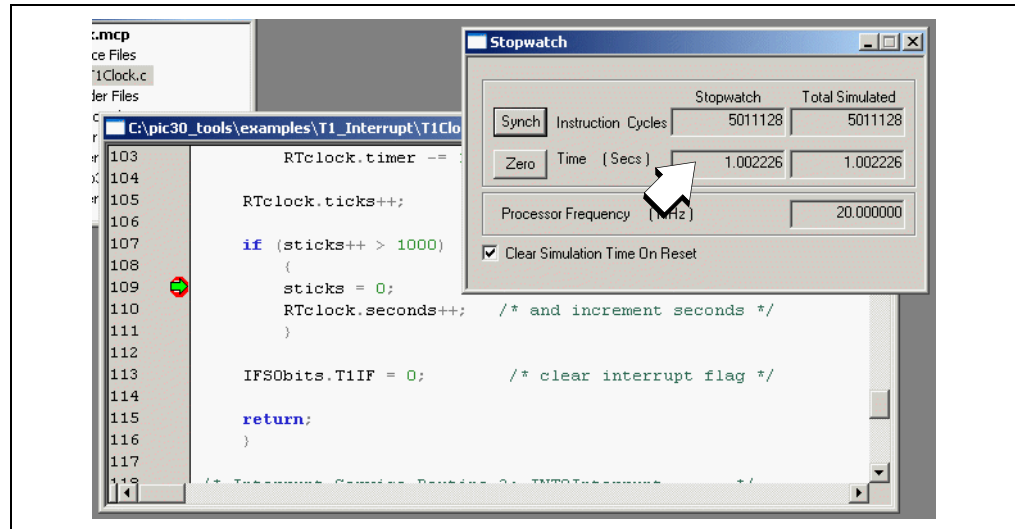 .mcp
ce Files
T1Clock.c
der Files
Stopwatch
Stopwatch Total Simulated
Synch Instruction Cycles 5011128 5011128
Zero Time (Secs) 1.002226 1.002226
Processor Frequency 20.000000
Clear Simulation Time On Reset
C:\pic30_tools\examples\T1_Interrupt\T1Clo
103 RTclock.timer -=
104
105 RTclock.ticks++;
106
107 if (sticks++ > 1000)
108 {
109 sticks = 0;
110 RTclock.seconds++; /* and increment seconds */
111 }
112
113 IFS0bits.T1IF = 0; /* clear interrupt flag */
114
115 return;
116 }
117
118